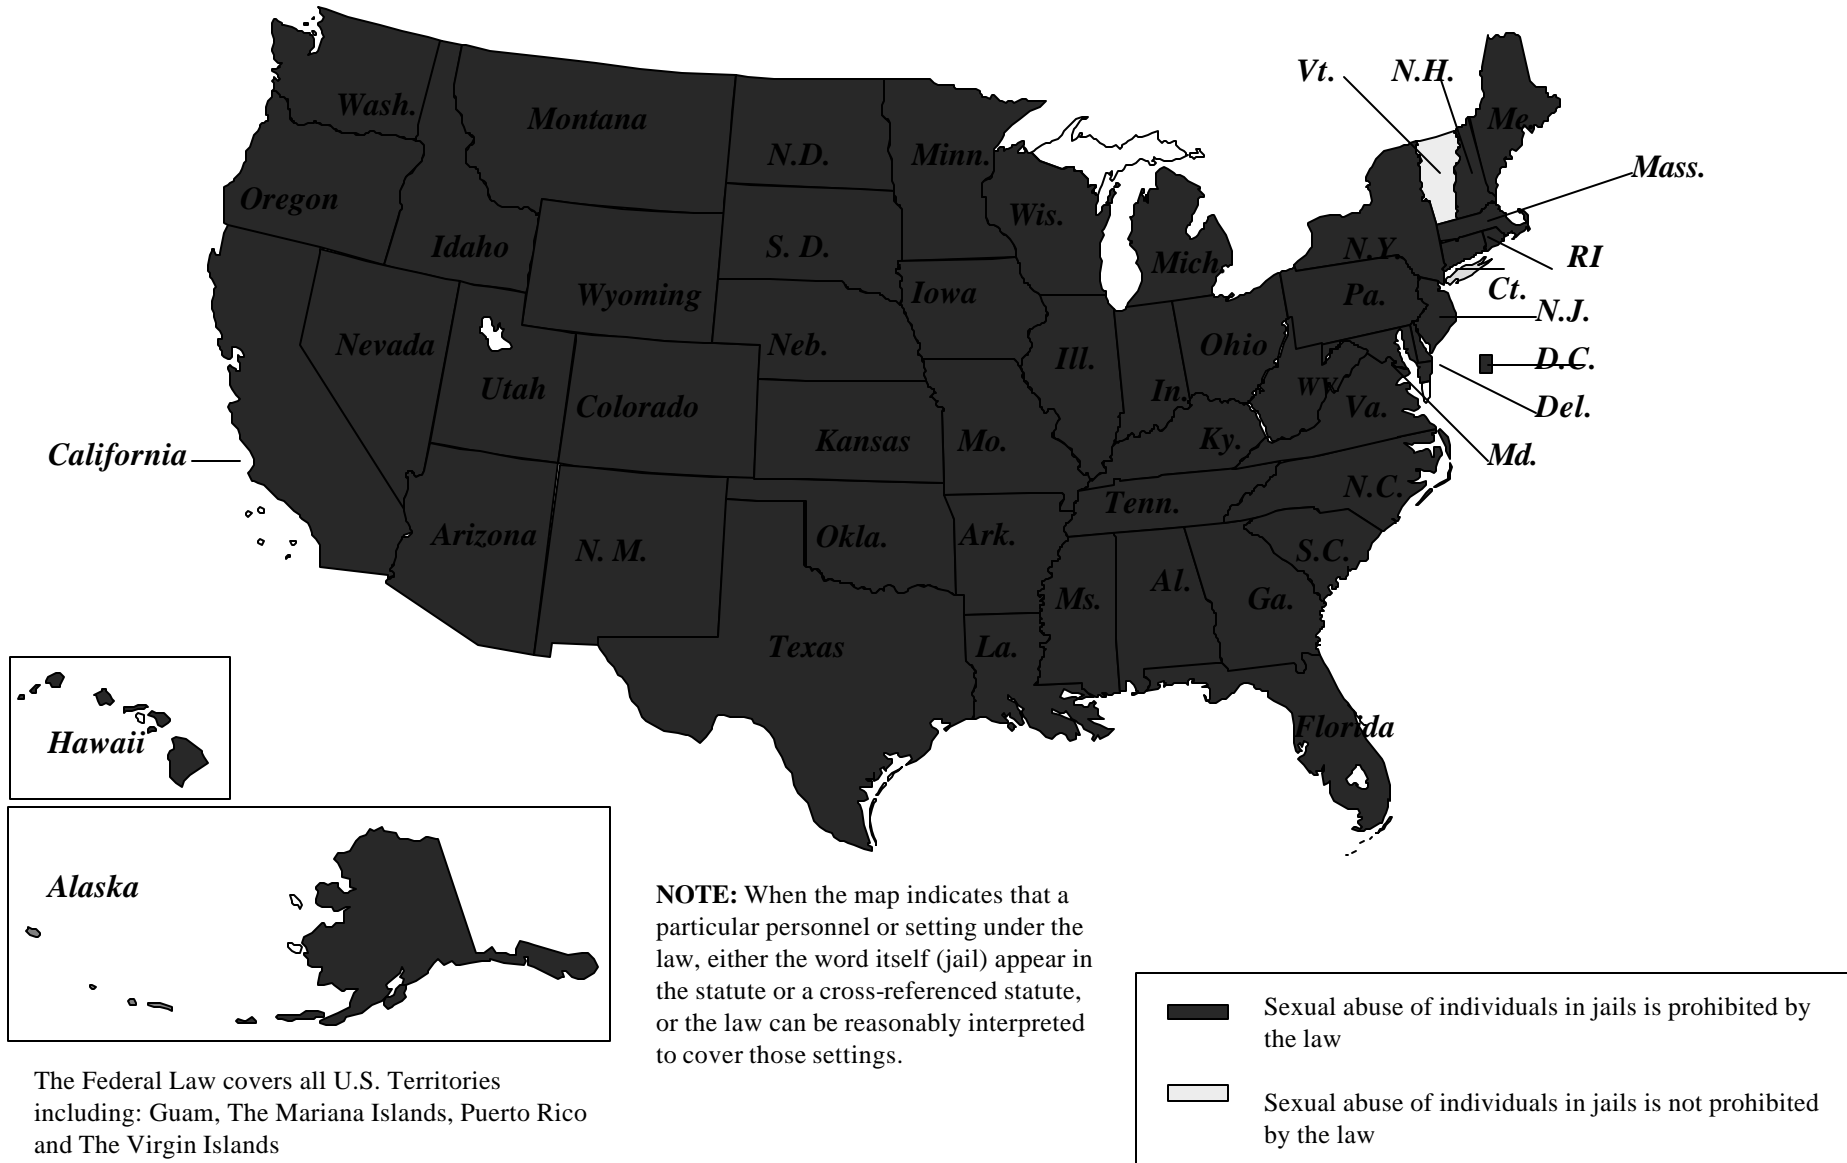 Vt.
N.H.
Wash.
Montana
Me.
N.D.
Minn.
Mass.
Oregon
Wis.
Idaho
S. D.
N.Y.
Mich.
RI
Wyoming
Iowa
Pa.
Ct.
N.J.
Nevada
Neb.
Ill.
Ohio
D.C.
Utah
Colorado
In.
WV
Va.
Del.
California
Kansas
Mo.
Ky.
Md.
Arizona
N. M.
Okla.
Ark.
Tenn.
N.C.
S.C.
Ms.
Al.
Ga.
Texas
La.
Florida
Hawaii
Alaska
NOTE: When the map indicates that a
particular personnel or setting under the
law, either the word itself (jail) appear in
the statute or a cross-referenced statute,
or the law can be reasonably interpreted
to cover those settings.
Sexual abuse of individuals in jails is prohibited by
the law
Sexual abuse of individuals in jails is not prohibited
by the law
The Federal Law covers all U.S. Territories
including: Guam, The Mariana Islands, Puerto Rico
and The Virgin Islands